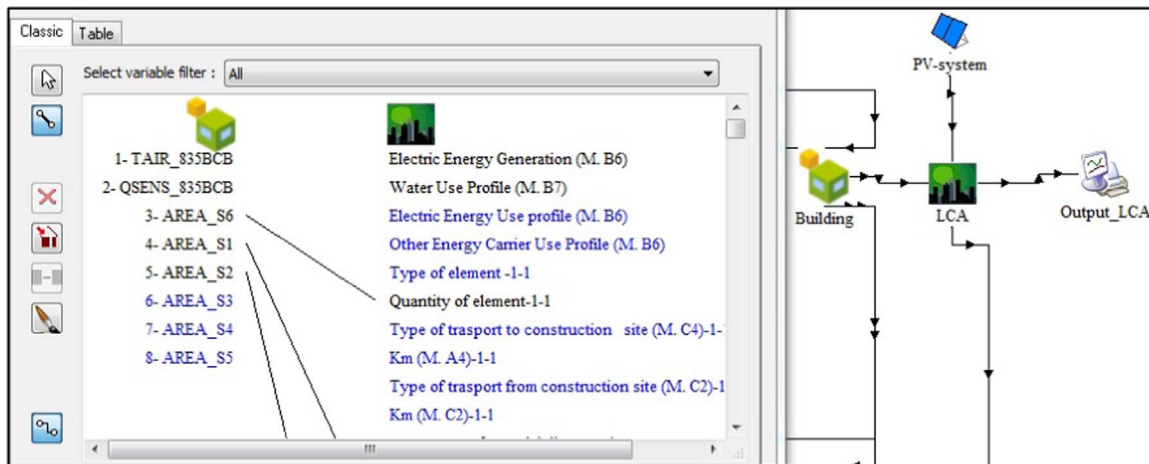 Classic Table
Select variable filter : All
1- TAIR_835BCB
2- QSENS_835BCB
3- AREA_S6
4- AREA_S1
5- AREA_S2
6- AREA_S3
7- AREA_S4
8- AREA_S5
Electric Energy Generation (M. B6)
Water Use Profile (M. B7)
Electric Energy Use profile (M. B6)
Other Energy Carrier Use Profile (M. B6)
Type of element -1-1
Quantity of element-1-1
Type of trasport to construction site (M. C4)-1-
Km (M. A4)-1-1
Type of trasport from construction site (M. C2)-1
Km (M. C2)-1-1
PV-system
Building
LCA
Output_LCA